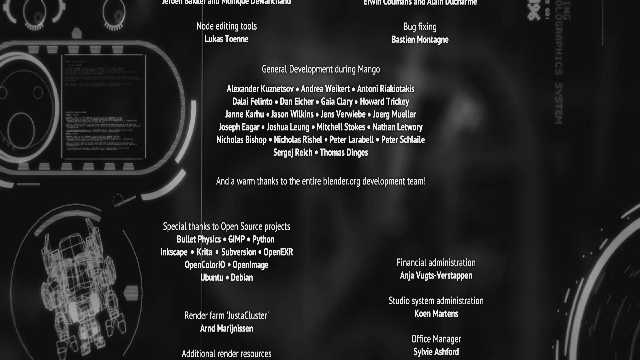 Jeroen Bakker and Monique Dewanchand
Erwin Coumans and Alain Ducharme
Node editing tools
Lukas Toenne
Bug fixing
Bastien Montagne
General Development during Mango
Alexander Kuznetsov • Andrea Weikert • Antoni Riakiotakis
Dalai Felinto • Dan Eicher • Gaia Clary • Howard Trickey
Janne Karhu • Jason Wilkins • Jens Verwiebe • Joerg Mueller
Joseph Eagar • Joshua Leung • Mitchell Stokes • Nathan Letwory
Nicholas Bishop • Nicholas Rishel • Peter Larabell • Peter Schlaile
Sergej Reich • Thomas Dinges
And a warm thanks to the entire blender.org development team!
Special thanks to Open Source projects
Bullet Physics • GIMP • Python
Inkscape • Krita • Subversion • OpenEXR
OpenColorIO • OpenImage
Ubuntu • Debian
Financial administration
Anja Vugts-Verstappen
Studio system administration
Koen Martens
Render farm 'JustaCluster'
Arnd Marijnissen
Office Manager
Sylvie Ashford
Additional render resources
OGRAPHICS SYSTEM